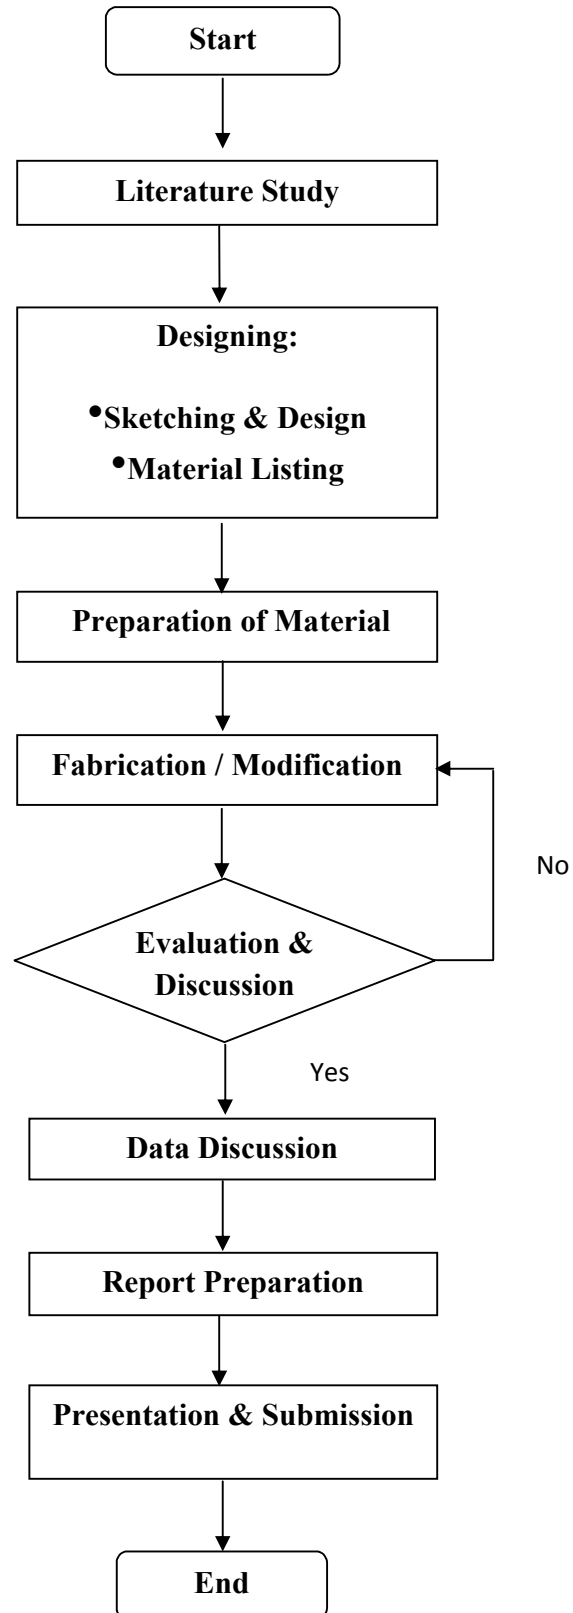 Start
Literature Study
Designing:
•Sketching & Design
•Material Listing
Preparation of Material
Fabrication / Modification
No
Evaluation &
Discussion
Yes
Data Discussion
Report Preparation
Presentation & Submission
End